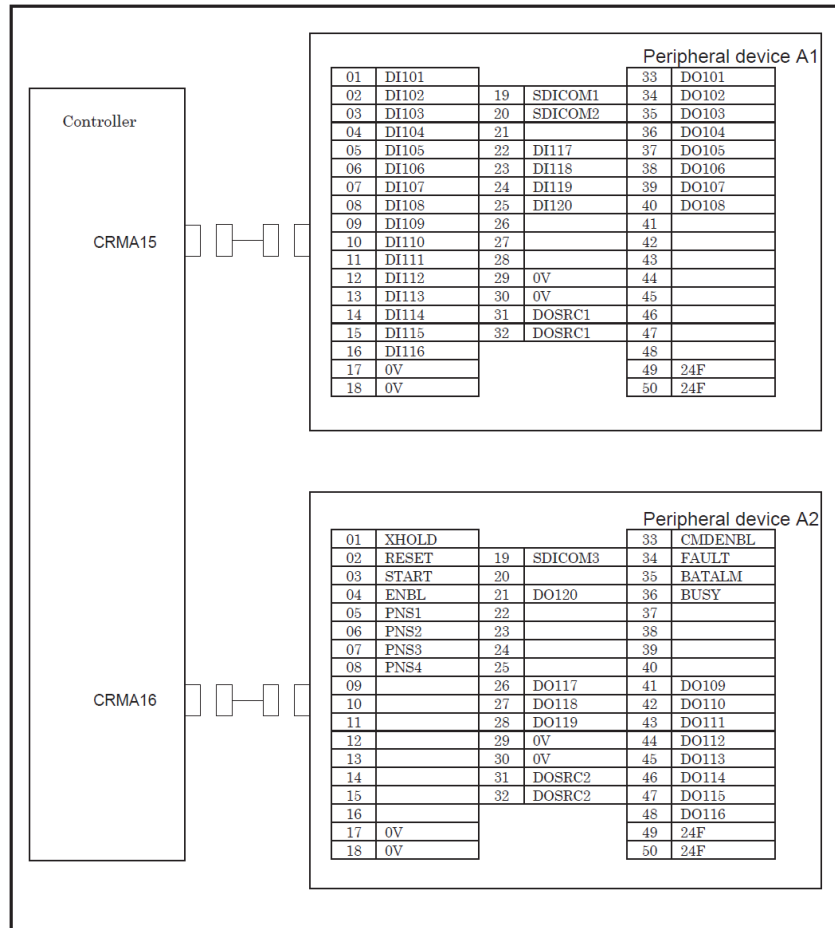 Peripheral device A1
01 DI101 33 DO101
02 DI102 19 SDICOM1 34 DO102
Controller
03 DI103 20 SDICOM2 35 DO103
04 DI104 21 36 DO104
05 DI105 22 DI117 37 DO105
06 DI106 23 DI118 38 DO106
07 DI107 24 DI119 39 DO107
08 DI108 25 DI120 40 DO108
09 DI109 26 41
CRMA15
10 DI110 27 42
11 DI111 28 43
12 DI112 29 0V 44
13 DI113 30 0V 45
14 DI114 31 DOSRC1 46
15 DI115 32 DOSRC1 47
16 DI116 48
17 0V 49 24F
18 0V 50 24F
Peripheral device A2
01 XHOLD 33 CMDENBL
02 RESET 19 SDICOM3 34 FAULT
03 START 20 35 BATALM
04 ENBL 21 DO120 36 BUSY
05 PNS1 22 37
06 PNS2 23 38
07 PNS3 24 39
08 PNS4 25 40
09 26 DO117 41 DO109
CRMA16
10 27 DO118 42 DO110
11 28 DO119 43 DO111
12 29 0V 44 DO112
13 30 0V 45 DO113
14 31 DOSRC2 46 DO114
15 32 DOSRC2 47 DO115
16 48 DO116
17 0V 49 24F
18 0V 50 24F